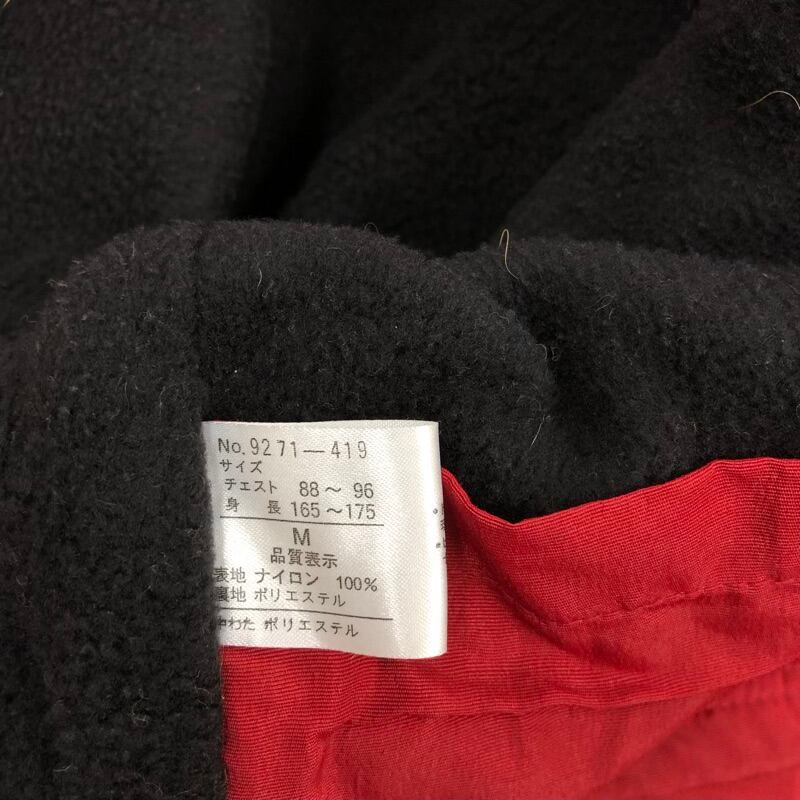 No.9271—419
サイズ
チェスト 88～96
身 長 165～175
M
品質表示
表地 ナイロン 100%
裏地 ポリエステル
中わた ポリエステル